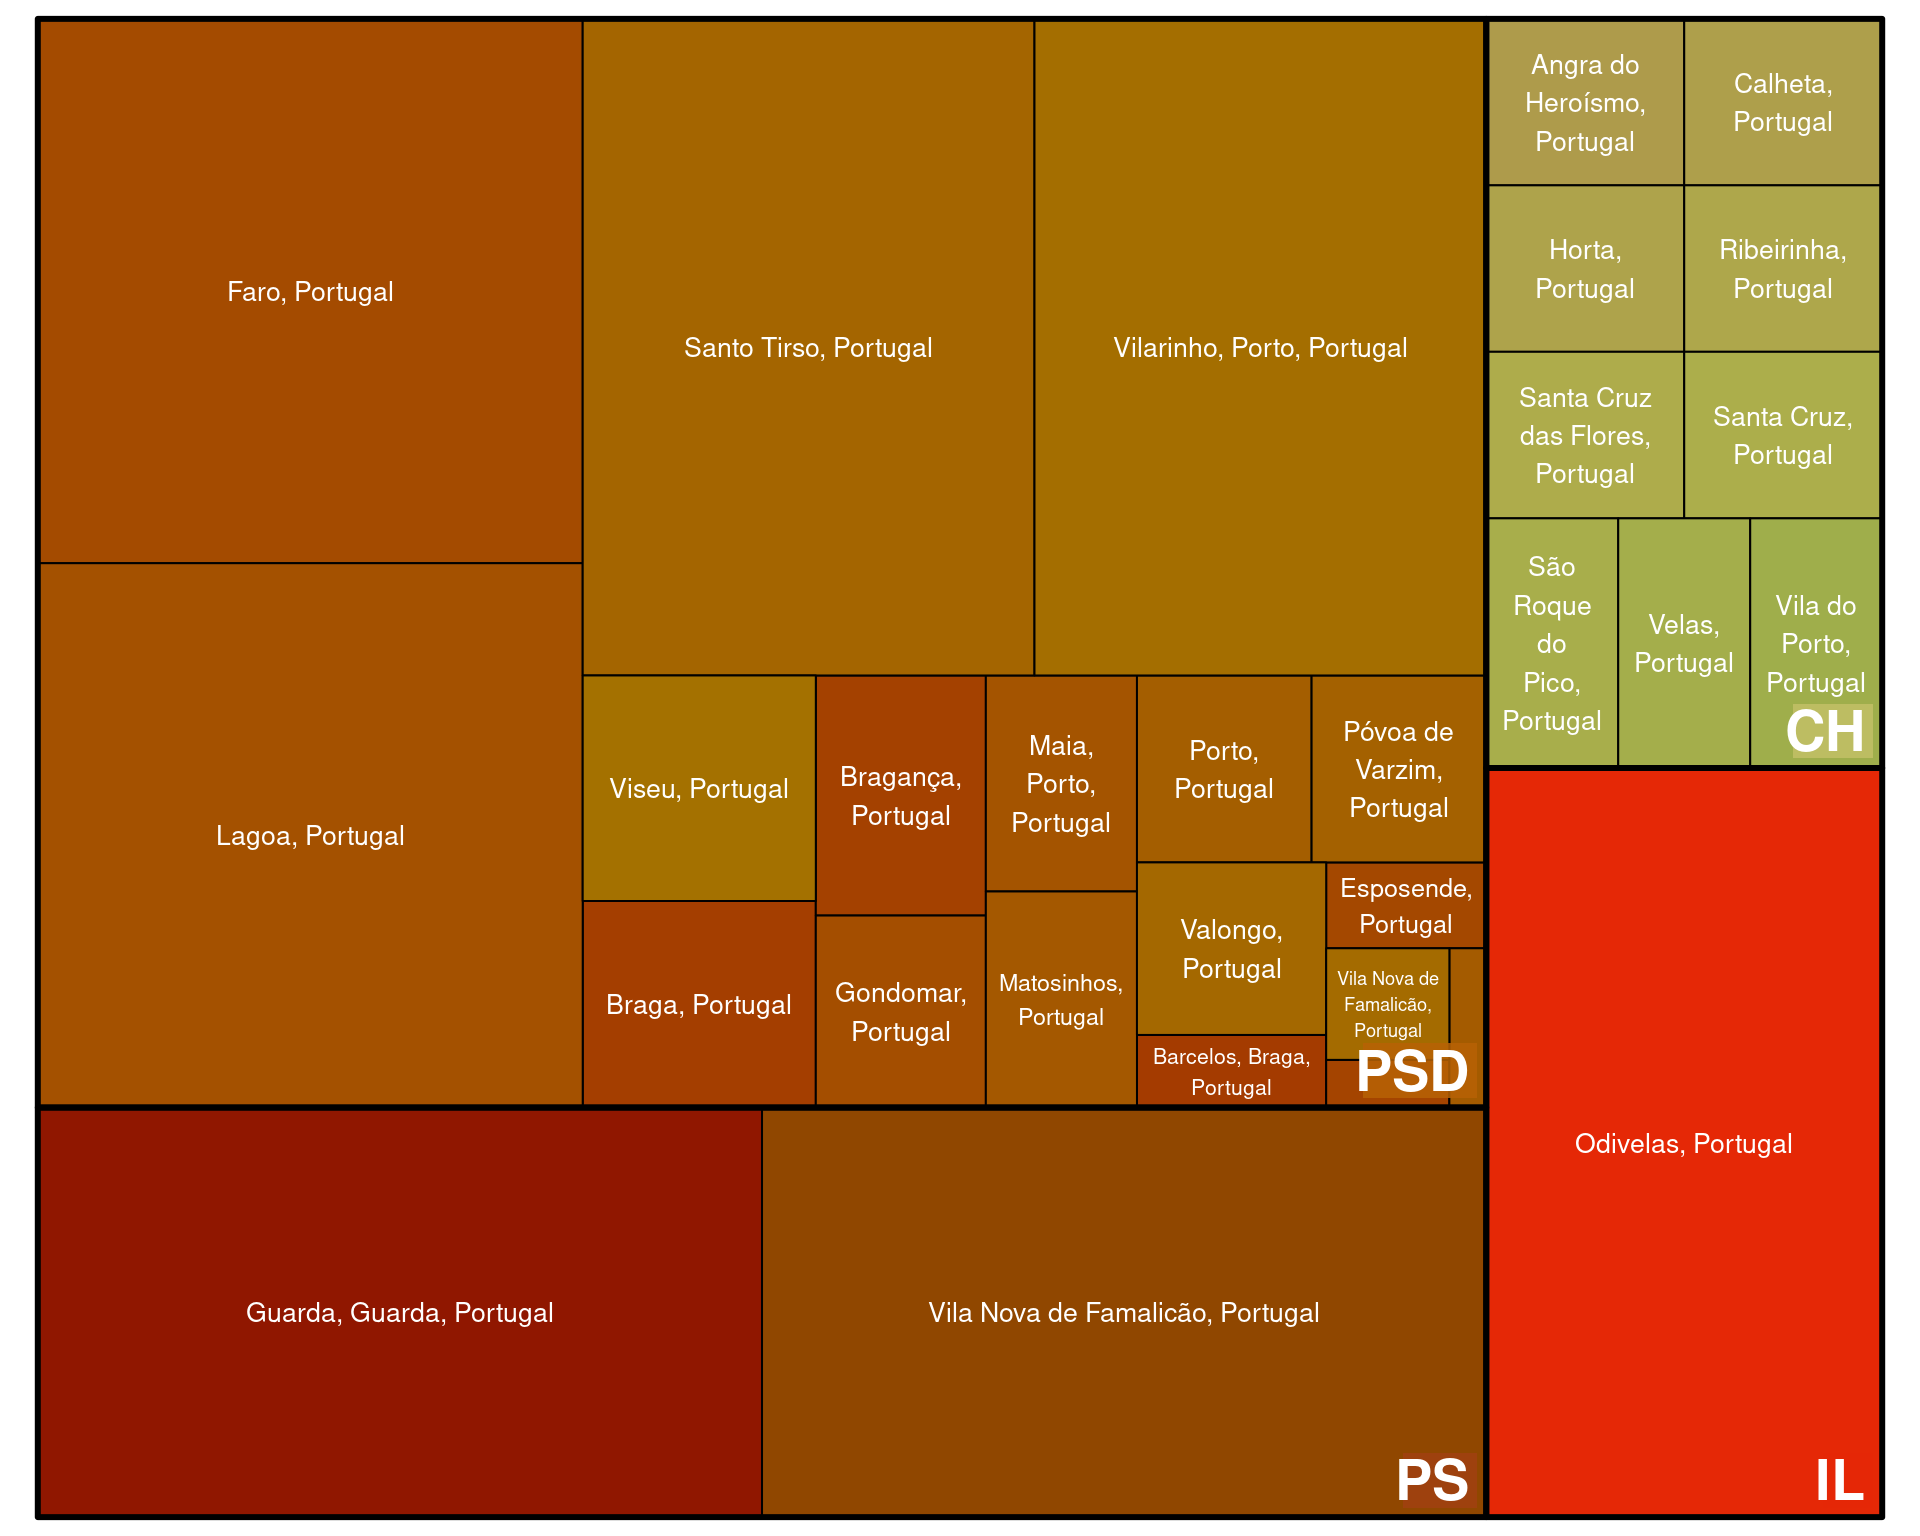 Faro, Portugal
Lagoa, Portugal
Santo Tirso, Portugal
Vilarinho, Porto, Portugal
Viseu, Portugal
Braga, Portugal
Bragança,
Portugal
Gondomar,
Portugal
Maia,
Porto,
Portugal
Matosinhos,
Portugal
Porto,
Portugal
Póvoa de
Varzim,
Portugal
Valongo,
Portugal
Barcelos, Braga,
Portugal
Esposende,
Portugal
Vila Nova de
Famalicão,
Portugal
PSD
Guarda, Guarda, Portugal
Vila Nova de Famalicão, Portugal
PS
Angra do
Heroísmo,
Portugal
Calheta,
Portugal
Horta,
Portugal
Ribeirinha,
Portugal
Santa Cruz
das Flores,
Portugal
Santa Cruz,
Portugal
São
Roque
do
Pico,
Portugal
Velas,
Portugal
Vila do
Porto,
Portugal
CH
Odivelas, Portugal
IL